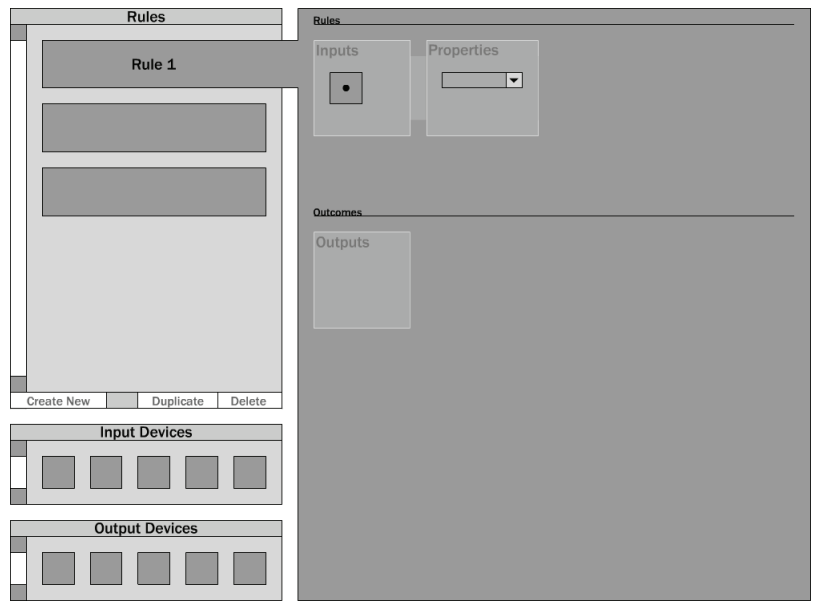 Rules
Rule 1
Create New
Duplicate
Delete
Input Devices
Output Devices
Rules
Inputs
Properties
Outcomes
Outputs